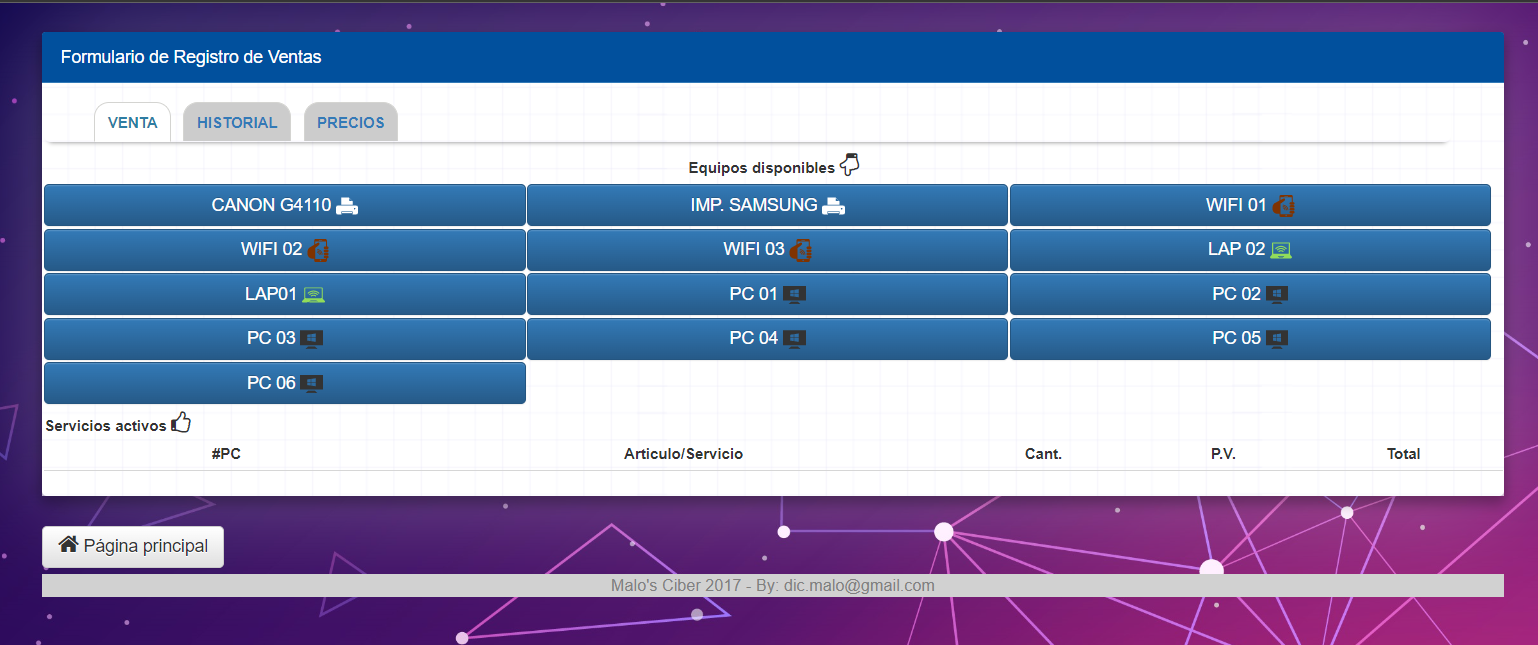 Formulario de Registro de Ventas
VENTA HISTORIAL PRECIOS
Equipos disponibles
CANON G4110 IMP. SAMSUNG WIFI 01
WIFI 02 WIFI 03 LAP 02
LAP01 PC 01 PC 02
PC 03 PC 04 PC 05
PC 06
Servicios activos
#PC Articulo/Servicio Cant. P.V. Total
Página principal
Malo's Ciber 2017 - By: dic.malo@gmail.com